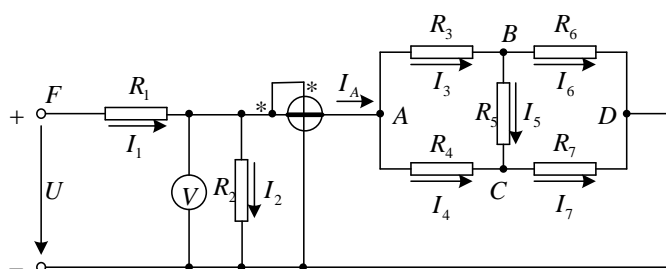 R3 B R6
F R1 * * IA I3 I6
+ A R5 I5 D
I1 R4 R7
U V R2 I2 C
I4 I7
−